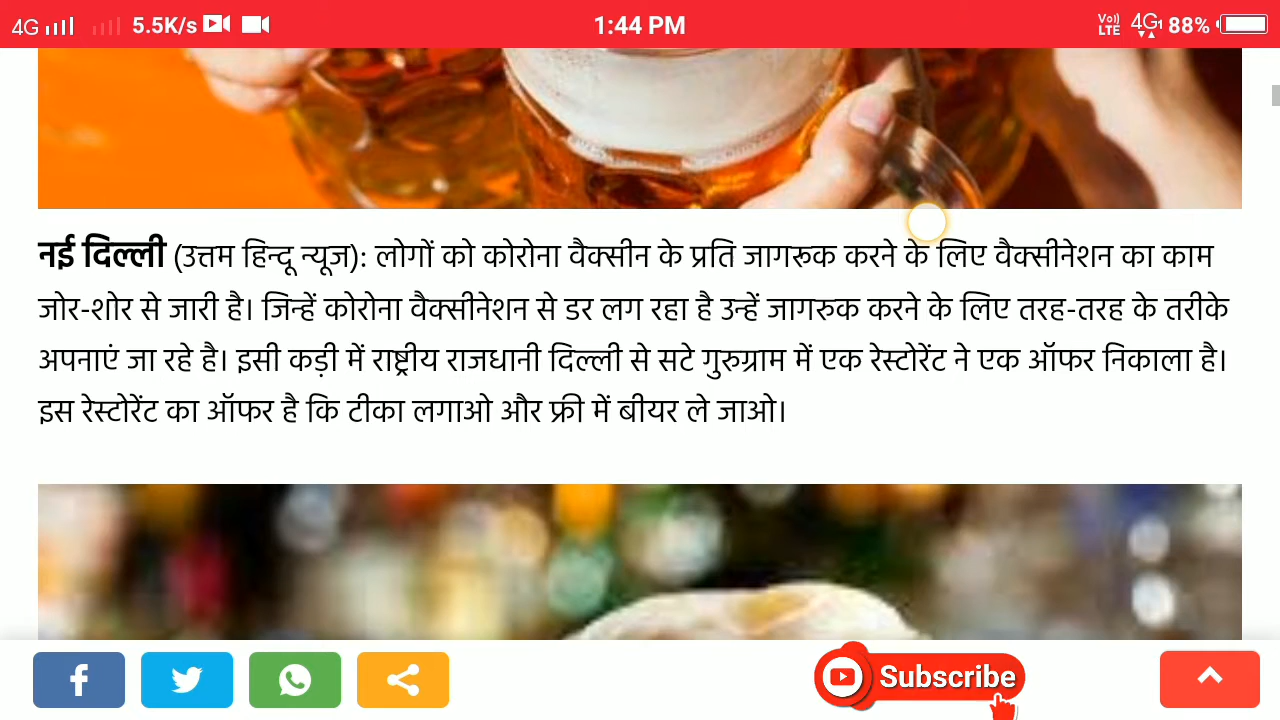 4G 5.5K/s 1:44 PM Vo) LTE 4G 88%
नई दिल्ली (उत्तम हिन्दू न्यूज): लोगों को कोरोना वैक्सीन के प्रति जागरूक करने के लिए वैक्सीनेशन का काम
जोर-शोर से जारी है। जिन्हें कोरोना वैक्सीनेशन से डर लग रहा है उन्हें जागरुक करने के लिए तरह-तरह के तरीके
अपनाएं जा रहे है। इसी कड़ी में राष्ट्रीय राजधानी दिल्ली से सटे गुरुग्राम में एक रेस्टोरेंट ने एक ऑफर निकाला है।
इस रेस्टोरेंट का ऑफर है कि टीका लगाओ और फ्री में बीयर ले जाओ।
Subscribe